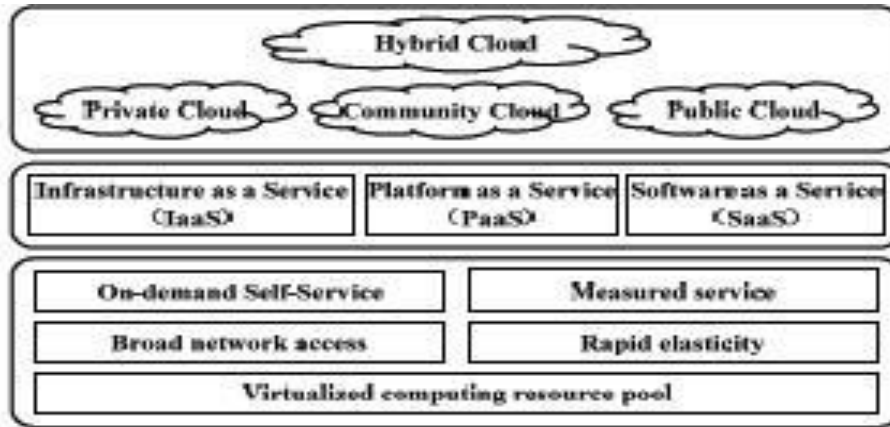 Hybrid Cloud
Private Cloud
Community Cloud
Public Cloud
Infrastructure as a Service
(IaaS)
Platform as a Service
(PaaS)
Software as a Service
(SaaS)
On-demand Self-Service
Measured service
Broad network access
Rapid elasticity
Virtualized computing resource pool